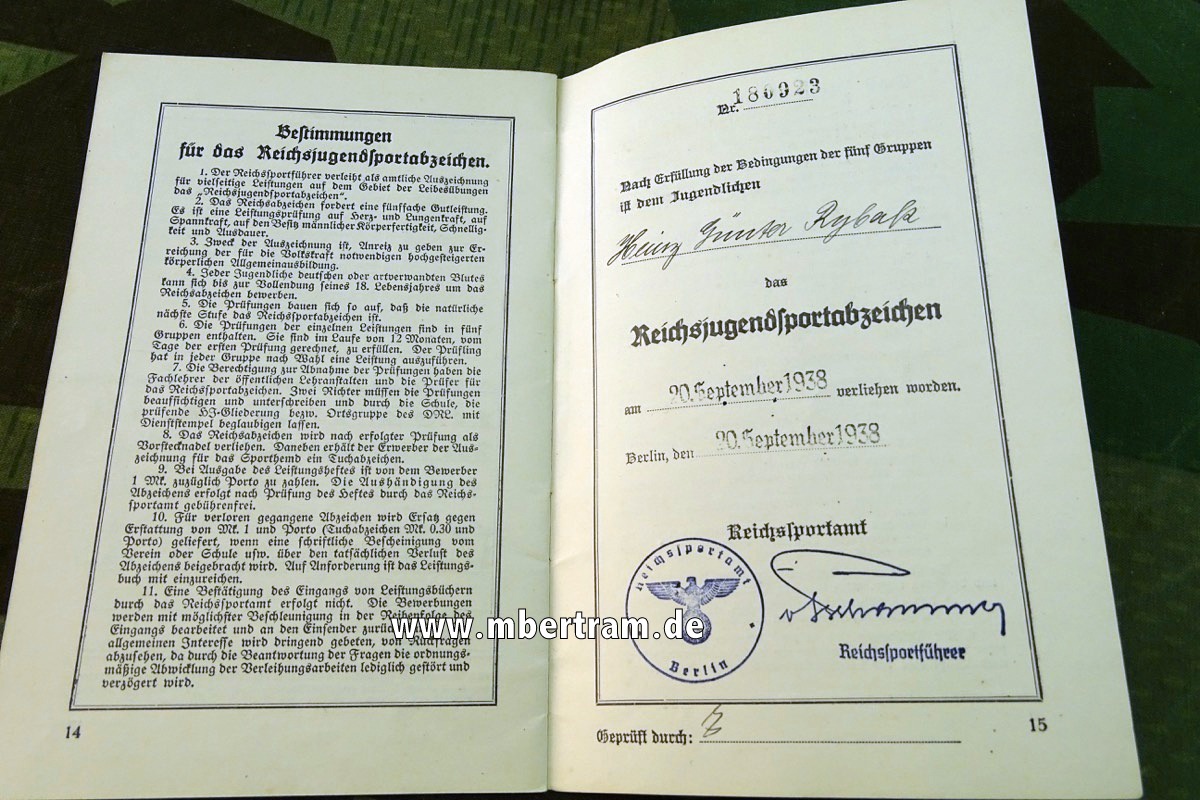 Bestimmungen
für das Reichsjugendsportabzeichen.
1. Der Reichssportführer verleiht als amtliche Auszeichnung
für vielseitige Leistungen auf dem Gebiet der Leibesübungen
das „Reichsjugendsportabzeichen“.
2. Das Reichsabzeichen fordert eine fünffache Gutleistung.
Es ist eine Leistungsprüfung auf Herz- und Lungenkraft, auf
Spannkraft, auf den Besitz männlicher Körperfertigkeit, Schnellig-
keit und Ausdauer.
3. Zweck der Auszeichnung ist, Anreiz zu geben zur Er-
reichung der für die Volkskraft notwendigen hochgesteigerten
körperlichen Allgemeinausbildung.
4. Jeder Jugendliche deutschen oder artverwandten Blutes
kann sich bis zur Vollendung seines 18. Lebensjahres um das
Reichsabzeichen bewerben.
5. Die Prüfungen bauen sich so auf, daß die natürliche
nächste Stufe das Reichssportabzeichen ist.
6. Die Prüfungen der einzelnen Leistungen sind in fünf
Gruppen enthalten. Sie sind im Laufe von 12 Monaten, vom
Tage der ersten Prüfung gerechnet, zu erfüllen. Der Prüfling
hat in jeder Gruppe nach Wahl eine Leistung auszuführen.
7. Die Berechtigung zur Abnahme der Prüfungen haben die
Fachlehrer der öffentlichen Lehranstalten und die Prüfer für
das Reichssportabzeichen. Zwei Richter müssen die Prüfungen
beaufsichtigen und unterschreiben und durch die Schule, die
prüfende HJ-Gliederung bezw. Ortsgruppe des DRL. mit
Dienststempel beglaubigen lassen.
8. Das Reichsabzeichen wird nach erfolgter Prüfung als
Vorstecknadel verliehen. Daneben erhält der Erwerber der Aus-
zeichnung für das Sporthemd ein Tuchabzeichen.
9. Bei Ausgabe des Leistungsheftes ist von dem Bewerber
1 Mk. zuzüglich Porto zu zahlen. Die Aushändigung des
Abzeichens erfolgt nach Prüfung des Heftes durch das Reichs-
sportamt gebührenfrei.
10. Für verloren gegangene Abzeichen wird Ersatz gegen
Erstattung von Mk. 1 und Porto (Tuchabzeichen Mk. 0.30 und
Porto) geliefert, wenn eine schriftliche Bescheinigung vom
Verein oder Schule usw. über den tatsächlichen Verlust des
Abzeichens beigebracht wird. Auf Anforderung ist das Leistungs-
buch mit einzureichen.
11. Eine Bestätigung des Eingangs von Leistungsbüchern
durch das Reichssportamt erfolgt nicht. Die Bewerbungen
werden mit möglichster Beschleunigung in der Reihenfolge des
Eingangs bearbeitet und an den Einsender zurück
allgemeinen Interesse wird dringend gebeten, von Rückfragen
abzusehen, da durch die Beantwortung der Fragen die ordnungs-
mäßige Abwicklung der Verleihungsarbeiten lediglich gestört und
verzögert wird.
14
Nr. 180923
Nach Erfüllung der Bedingungen der fünf Gruppen
ist dem Jugendlichen
Heinz Günter Rybak
das
Reichsjugendsportabzeichen
am 20. September 1938 verliehen worden.
Berlin, den 20. September 1938
Reichssportamt
Reichssportamt
Berlin
v Tschammer
Reichssportführer
Geprüft durch:
15
www.mbertram.de